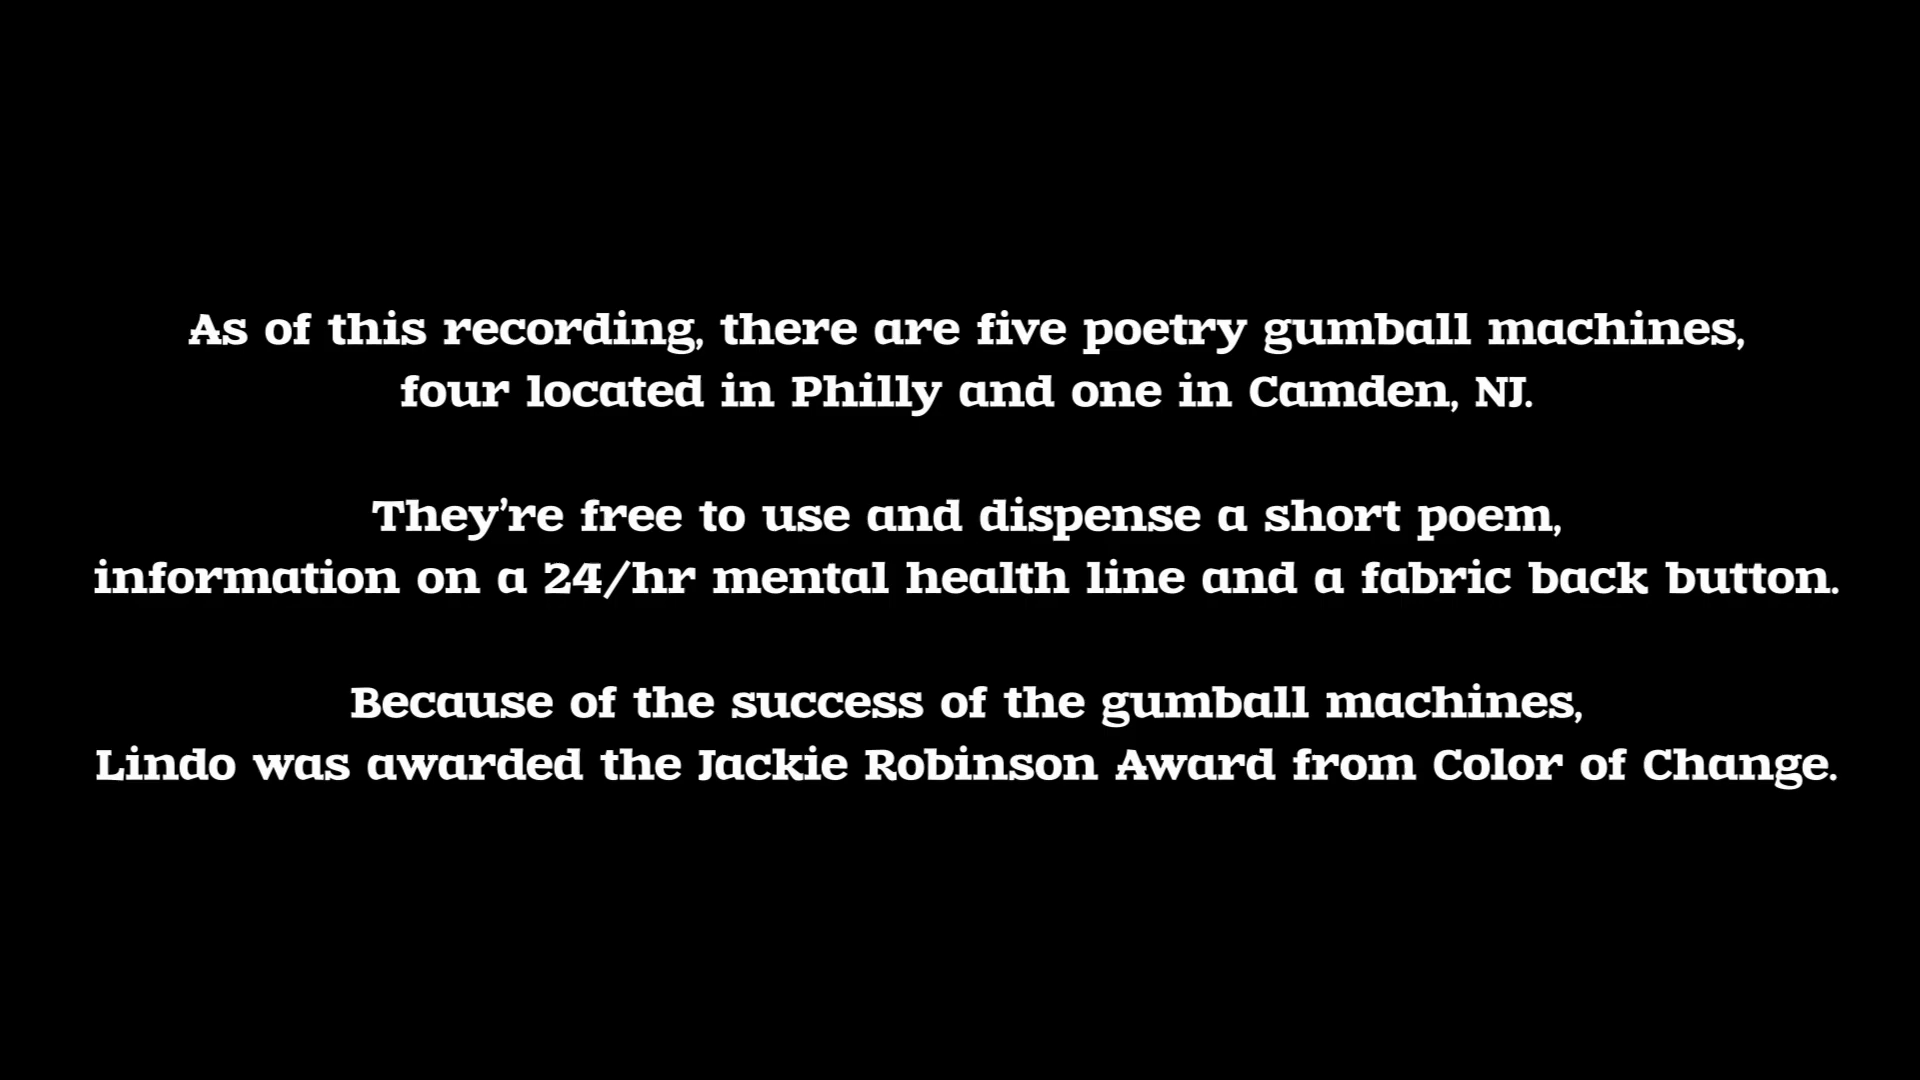 As of this recording, there are five poetry gumball machines,
four located in Philly and one in Camden, NJ.
They’re free to use and dispense a short poem,
information on a 24/hr mental health line and a fabric back button.
Because of the success of the gumball machines,
Lindo was awarded the Jackie Robinson Award from Color of Change.